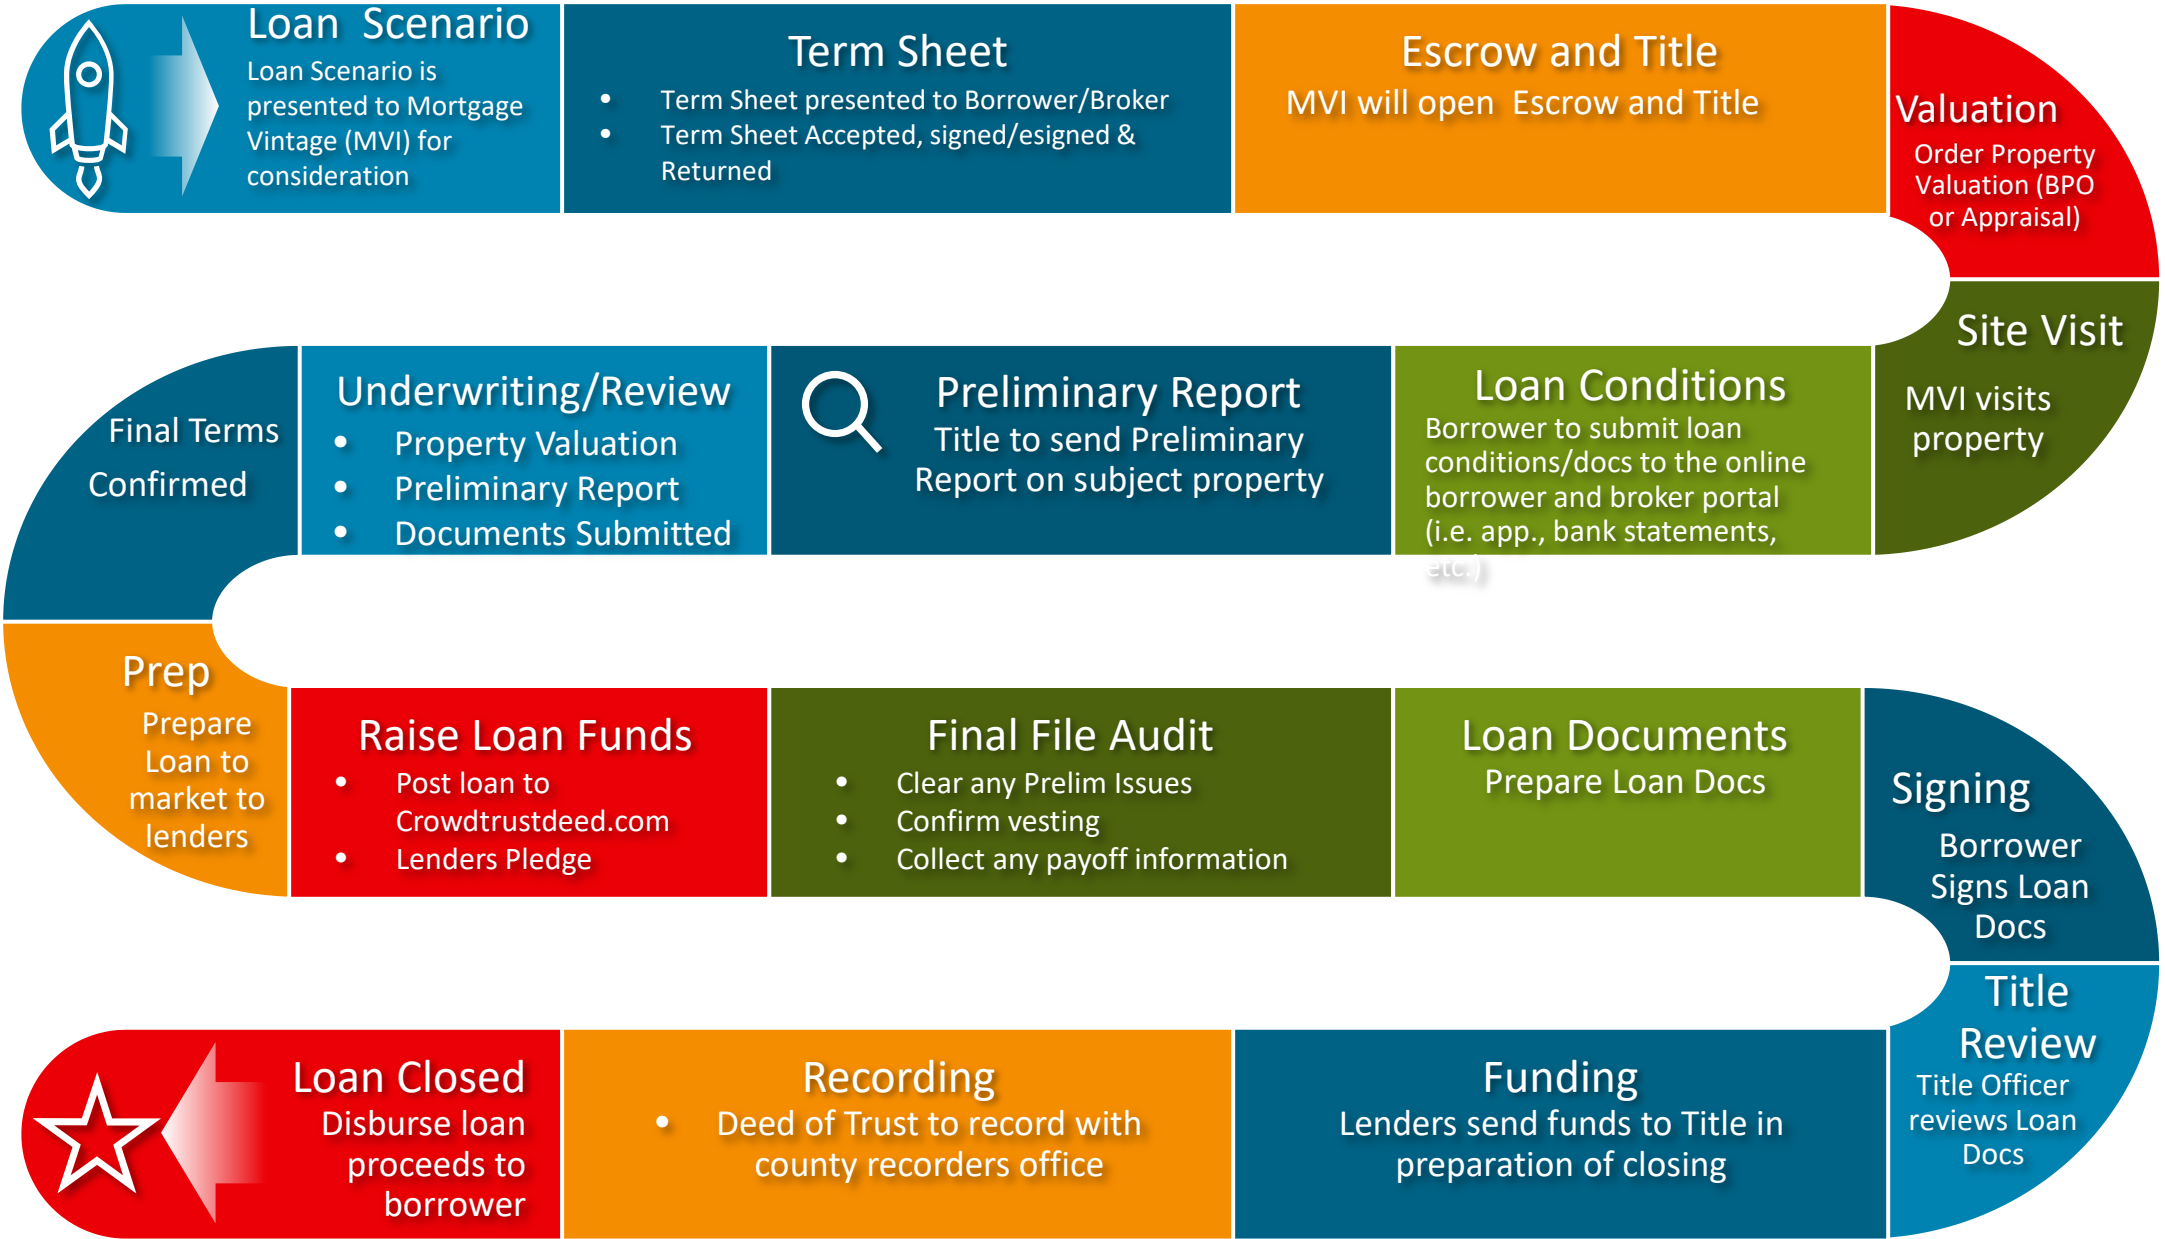 Loan Scenario
Loan Scenario is
presented to Mortgage
Vintage (MVI) for
consideration
Term Sheet
• Term Sheet presented to Borrower/Broker
• Term Sheet Accepted, signed/esigned &
Returned
Escrow and Title
MVI will open Escrow and Title
Valuation
Order Property
Valuation (BPO
or Appraisal)
Site Visit
MVI visits
property
Loan Conditions
Borrower to submit loan
conditions/docs to the online
borrower and broker portal
(i.e. app., bank statements,
etc.)
Preliminary Report
Title to send Preliminary
Report on subject property
Underwriting/Review
• Property Valuation
• Preliminary Report
• Documents Submitted
Final Terms
Confirmed
Prep
Prepare
Loan to
market to
lenders
Raise Loan Funds
• Post loan to
Crowdtrustdeed.com
• Lenders Pledge
Final File Audit
• Clear any Prelim Issues
• Confirm vesting
• Collect any payoff information
Loan Documents
Prepare Loan Docs
Signing
Borrower
Signs Loan
Docs
Title
Review
Title Officer
reviews Loan
Docs
Funding
Lenders send funds to Title in
preparation of closing
Recording
• Deed of Trust to record with
county recorders office
Loan Closed
Disburse loan
proceeds to
borrower